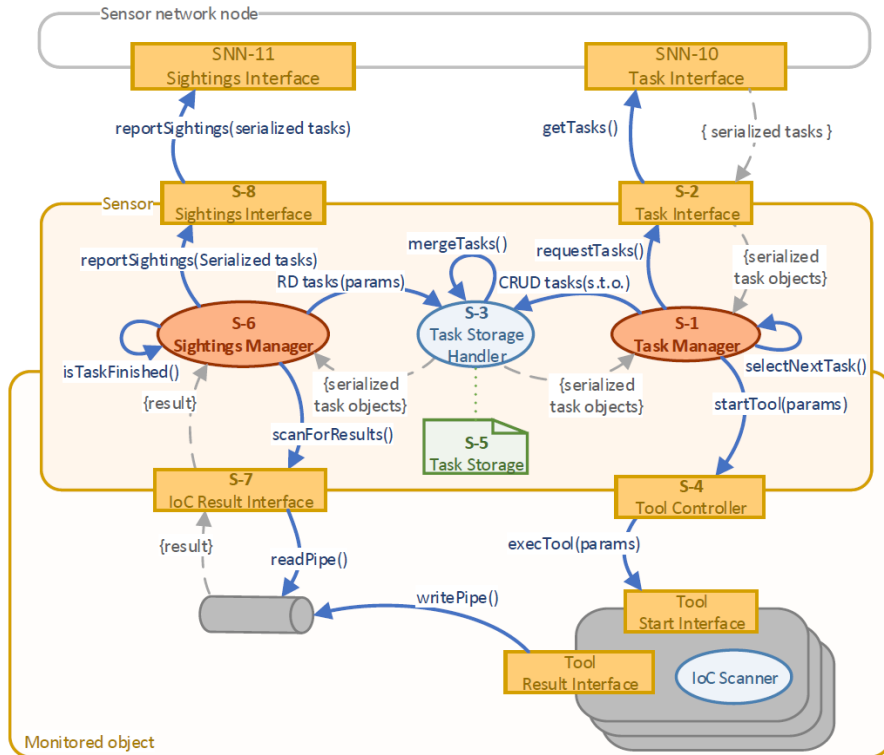 Sensor network node
SNN-11
Sightings Interface
SNN-10
Task Interface
reportSightings(serialized tasks)
getTasks()
{ serialized tasks }
S-8
Sightings Interface
S-2
Task Interface
Sensor
reportSightings(Serialized tasks)
mergeTasks()
requestTasks()
{serialized
task objects}
RD tasks(params)
CRUD tasks(s.t.o.)
S-6
Sightings Manager
S-3
Task Storage
Handler
S-1
Task Manager
isTaskFinished()
selectNextTask()
{serialized
task objects}
{serialized
task objects}
{result}
startTool(params)
scanForResults()
S-5
Task Storage
S-7
IoC Result Interface
S-4
Tool Controller
{result}
execTool(params)
readPipe()
writePipe()
Tool
Start Interface
Tool
Result Interface
IoC Scanner
Monitored object